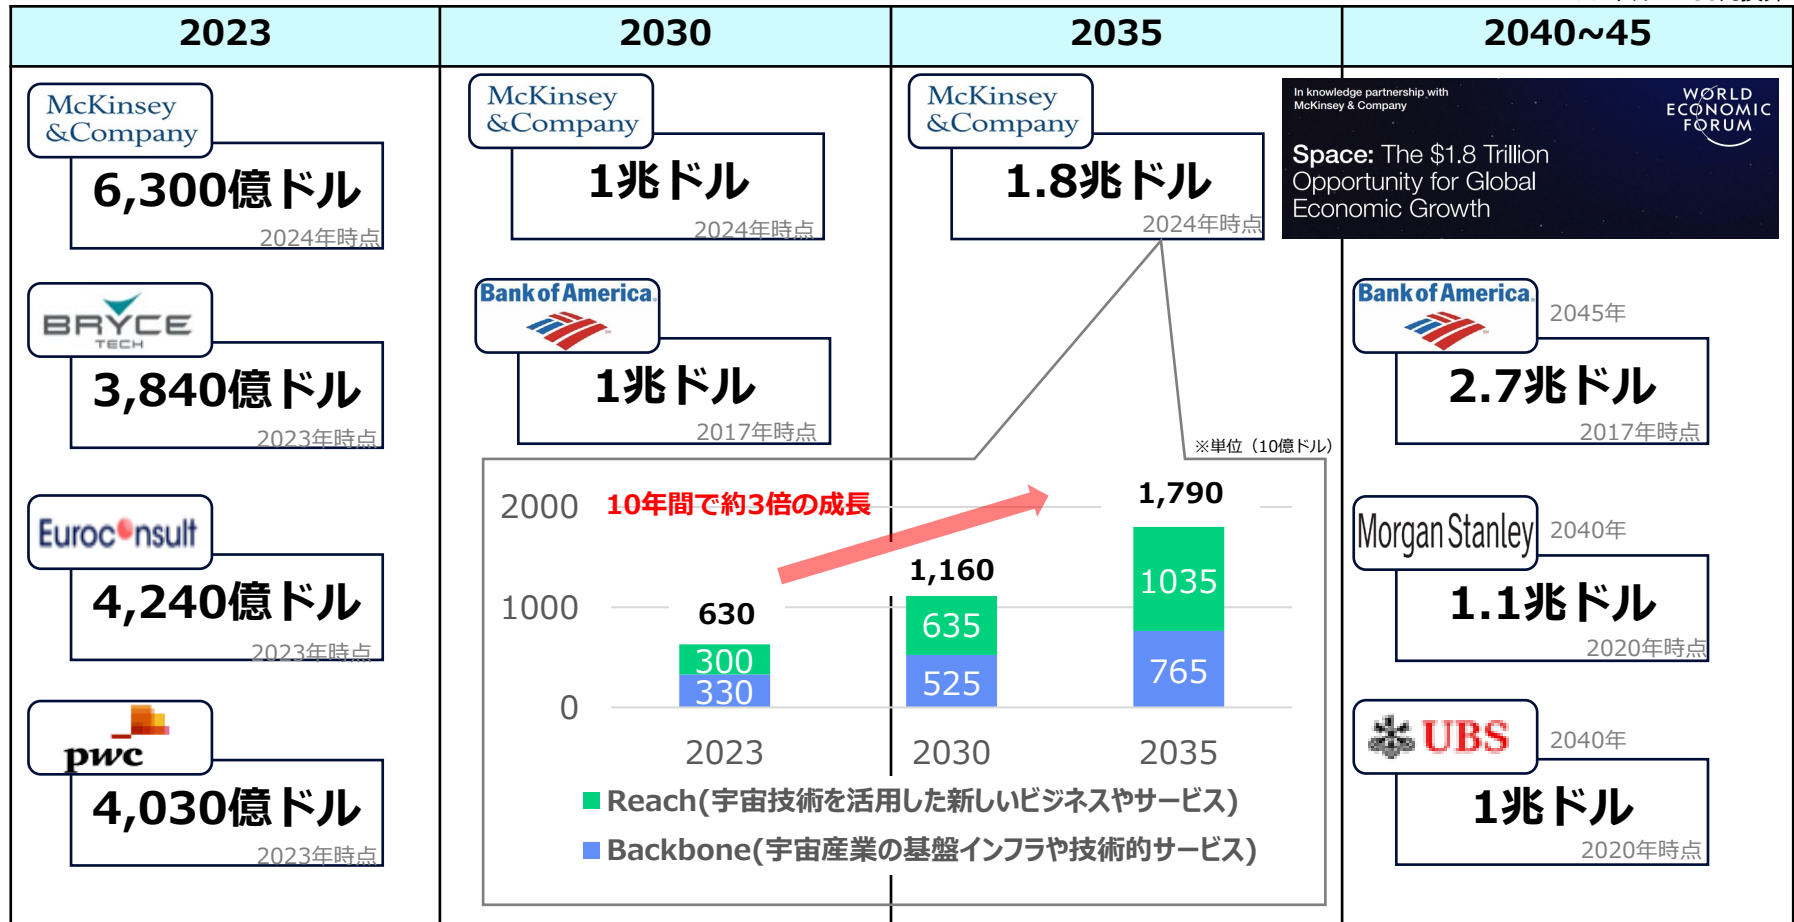 2023
2030
2035
2040~45
McKinsey
&Company
6,300億ドル
2024年時点
BRYCE
TECH
3,840億ドル
2023年時点
Euroconsult
4,240億ドル
2023年時点
pwc
4,030億ドル
2023年時点
McKinsey
&Company
1兆ドル
2024年時点
Bank of America
1兆ドル
2017年時点
McKinsey
&Company
1.8兆ドル
2024年時点
In knowledge partnership with
McKinsey & Company
WORLD
ECONOMIC
FORUM
Space: The $1.8 Trillion
Opportunity for Global
Economic Growth
※単位（10億ドル）
10年間で約3倍の成長
2000
1000
0
630
300
330
1,160
635
525
1,790
1035
765
2023
2030
2035
Reach(宇宙技術を活用した新しいビジネスやサービス)
Backbone(宇宙産業の基盤インフラや技術的サービス)
Bank of America
2045年
2.7兆ドル
2017年時点
Morgan Stanley
2040年
1.1兆ドル
2020年時点
UBS
2040年
1兆ドル
2020年時点